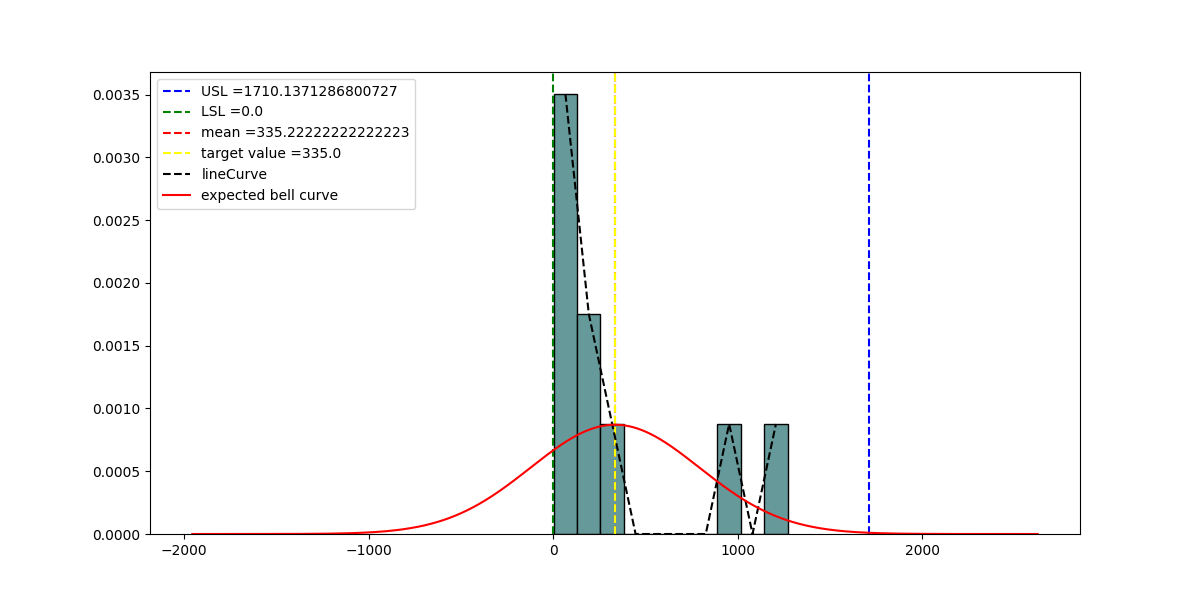 USL =1710.1371286800727
LSL =0.0
mean =335.22222222222223
target value =335.0
lineCurve
expected bell curve
0.0035
0.0030
0.0025
0.0020
0.0015
0.0010
0.0005
0.0000
−2000 −1000 0 1000 2000